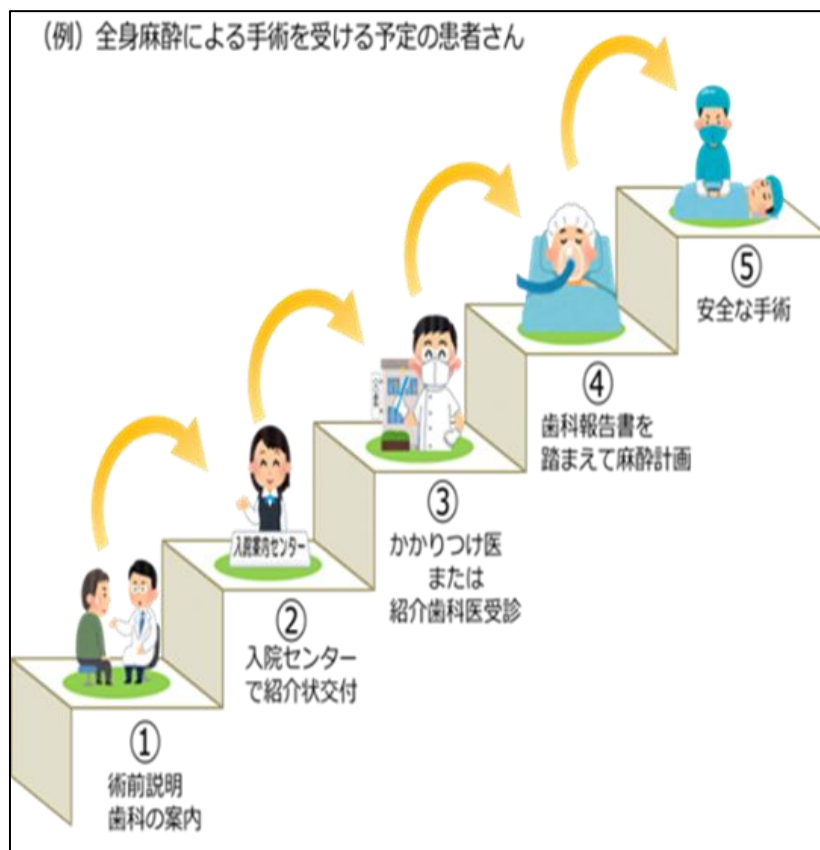 （例）全身麻酔による手術を受ける予定の患者さん
⑤
安全な手術
④
歯科報告書を
踏まえて麻酔計画
③
かかりつけ医
または
紹介歯科医受診
入院案内センター
②
入院センター
で紹介状交付
①
術前説明
歯科の案内